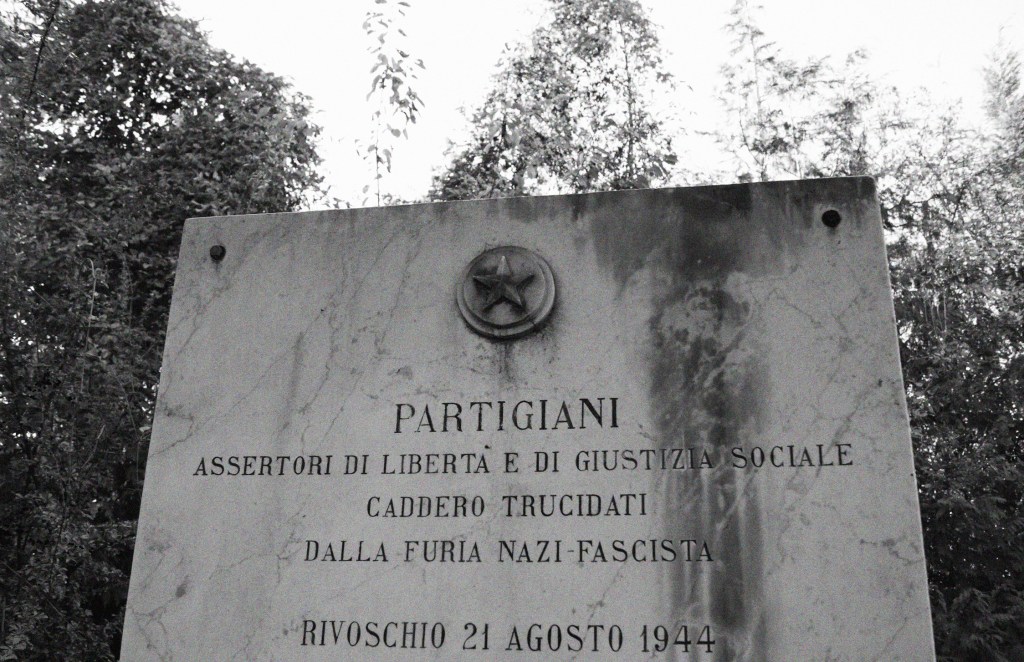 PARTIGIANI
ASSERTORI DI LIBERTÀ E DI GIUSTIZIA SOCIALE
CADDERO TRUCIDATI
DALLA FURIA NAZI-FASCISTA
RIVOSCHIO 21 AGOSTO 1944